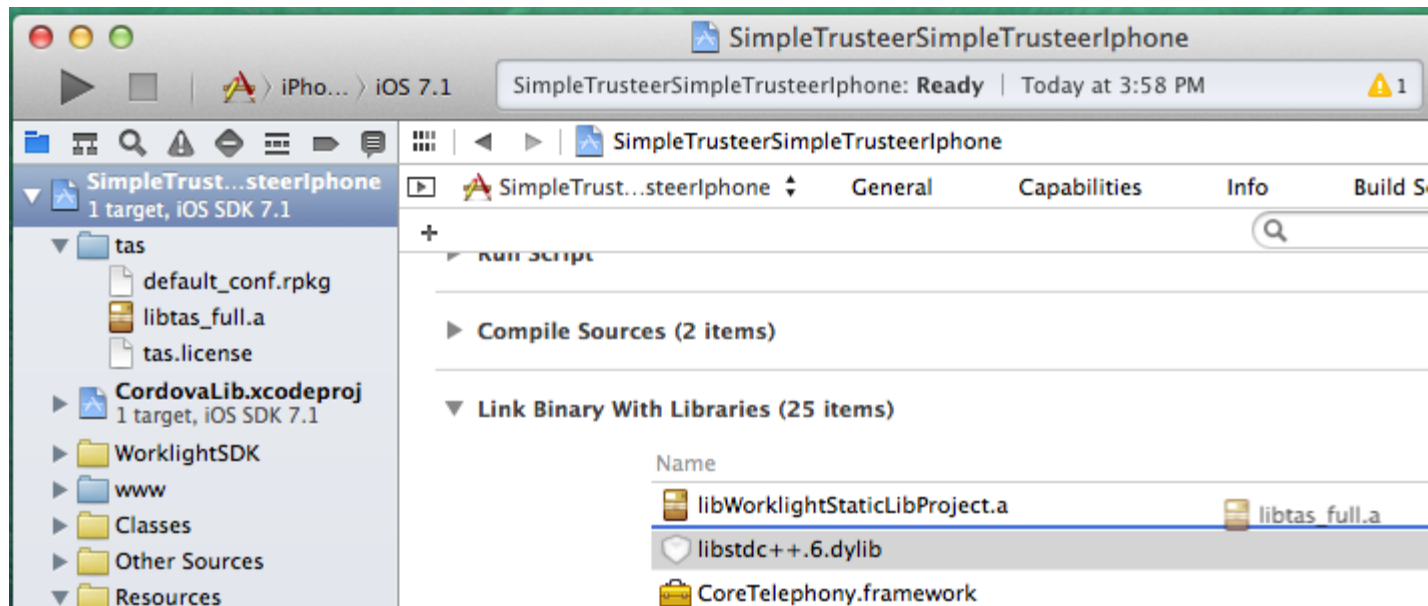 SimpleTrusteerSimpleTrusteerIphone
iPho... iOS 7.1
SimpleTrusteerSimpleTrusteerIphone: Ready | Today at 3:58 PM
1
SimpleTrusteerSimpleTrusteerIphone
SimpleTrust...steerIphone
1 target, iOS SDK 7.1
SimpleTrust...steerIphone General Capabilities Info Build S
tas
default_conf.rpkg
libtas_full.a
tas.license
CordovaLib.xcodeproj
1 target, iOS SDK 7.1
WorklightSDK
www
Classes
Other Sources
Resources
+
Run Script
Compile Sources (2 items)
Link Binary With Libraries (25 items)
Name
libWorklightStaticLibProject.a
libtas_full.a
libstdc++.6.dylib
CoreTelephony.framework